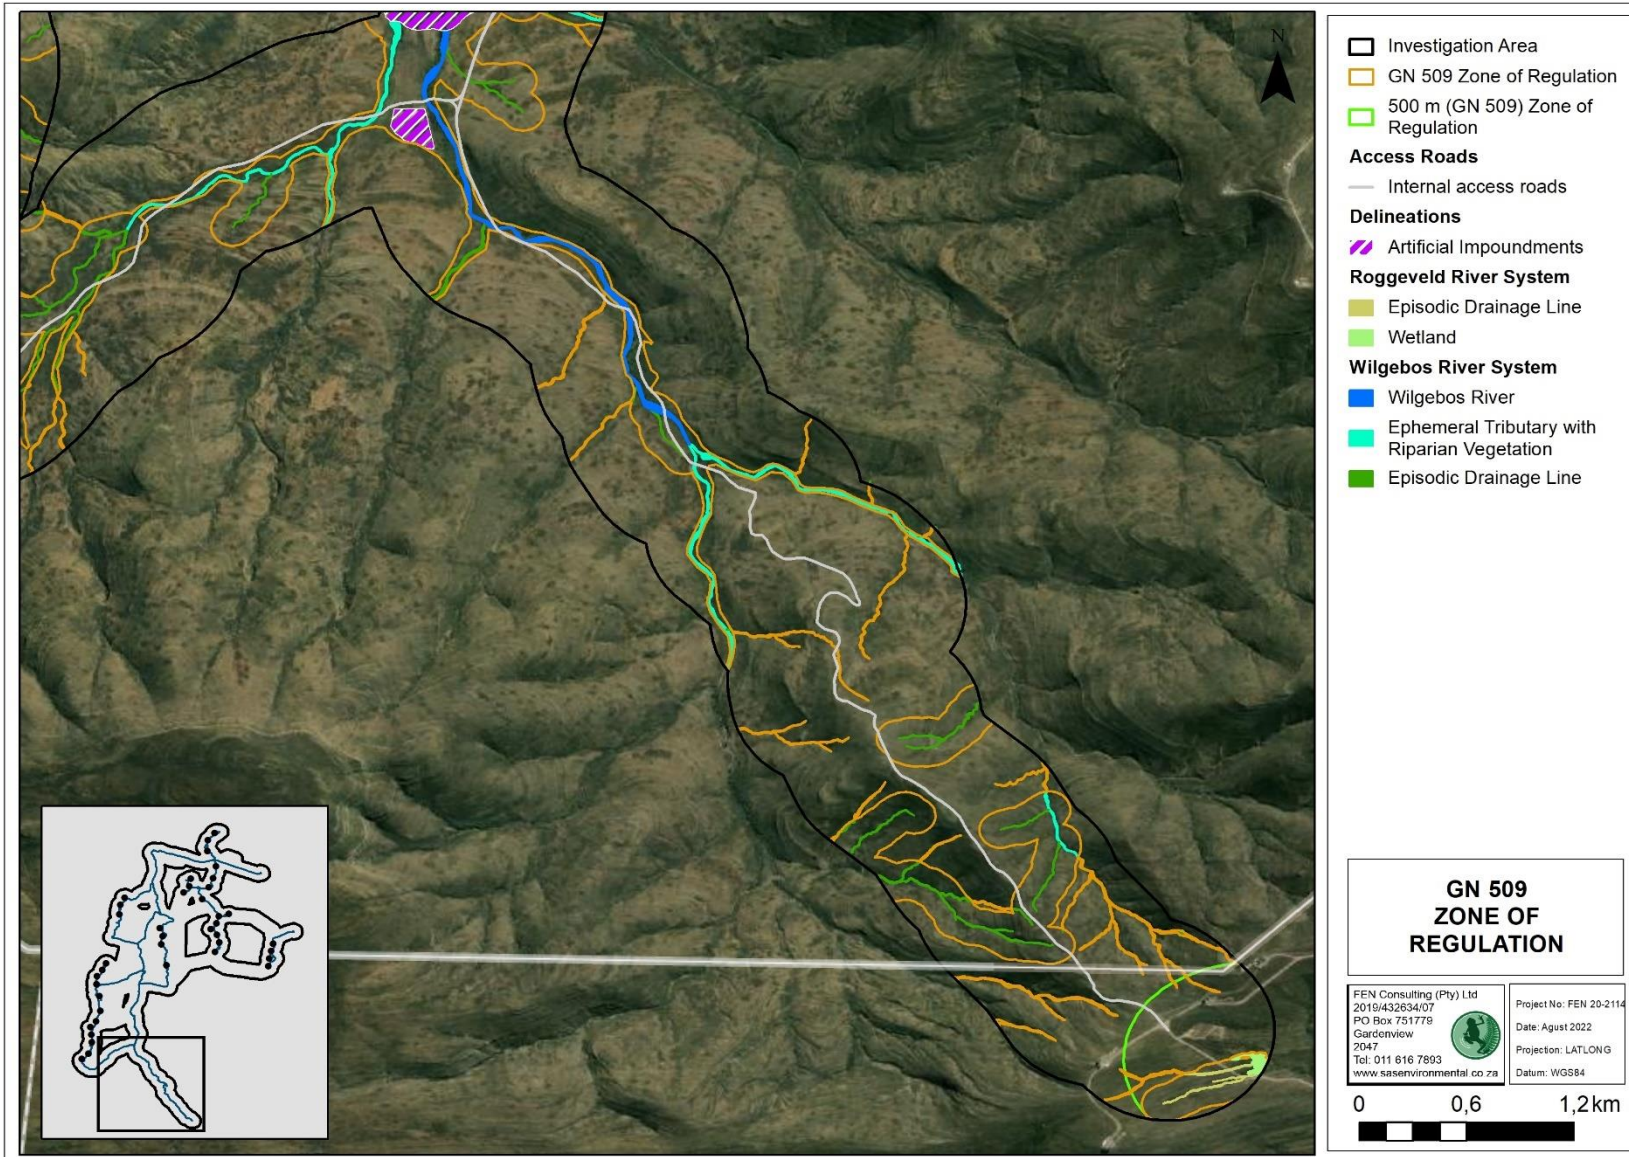 N
Investigation Area
GN 509 Zone of Regulation
500 m (GN 509) Zone of
Regulation
Access Roads
Internal access roads
Delineations
Artificial Impoundments
Roggeveld River System
Episodic Drainage Line
Wetland
Wilgebos River System
Wilgebos River
Ephemeral Tributary with
Riparian Vegetation
Episodic Drainage Line
GN 509
ZONE OF
REGULATION
FEN Consulting (Pty) Ltd
2019/432634/07
PO Box 751779
Gardenview
2047
Tel: 011 616 7893
www.sasenvironmental.co.za
Project No: FEN 20-2114
Date: Agust 2022
Projection: LATLONG
Datum: WGS84
0 0,6 1,2 km